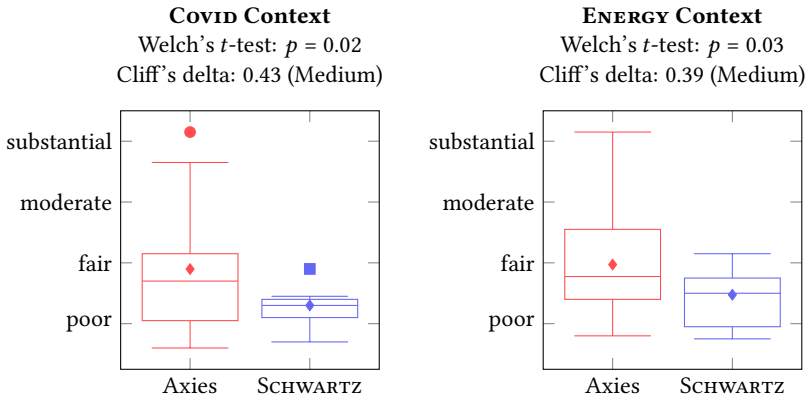 COVID Context
Welch's t-test: p = 0.02
Cliff's delta: 0.43 (Medium)
substantial
moderate
fair
poor
Axies
SCHWARTZ
ENERGY Context
Welch's t-test: p = 0.03
Cliff's delta: 0.39 (Medium)
substantial
moderate
fair
poor
Axies
SCHWARTZ